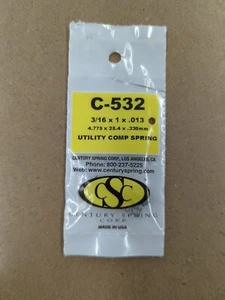 C-532
3/16 x 1 x .013
4.775 x 25.4 x .330mm
UTILITY COMP SPRING
CENTURY SPRING CORP, LOS ANGELES, CA
Phone: 800-237-5225
Web: www.centuryspring.com
CSC
CENTURY SPRING
CORP.
MADE IN USA